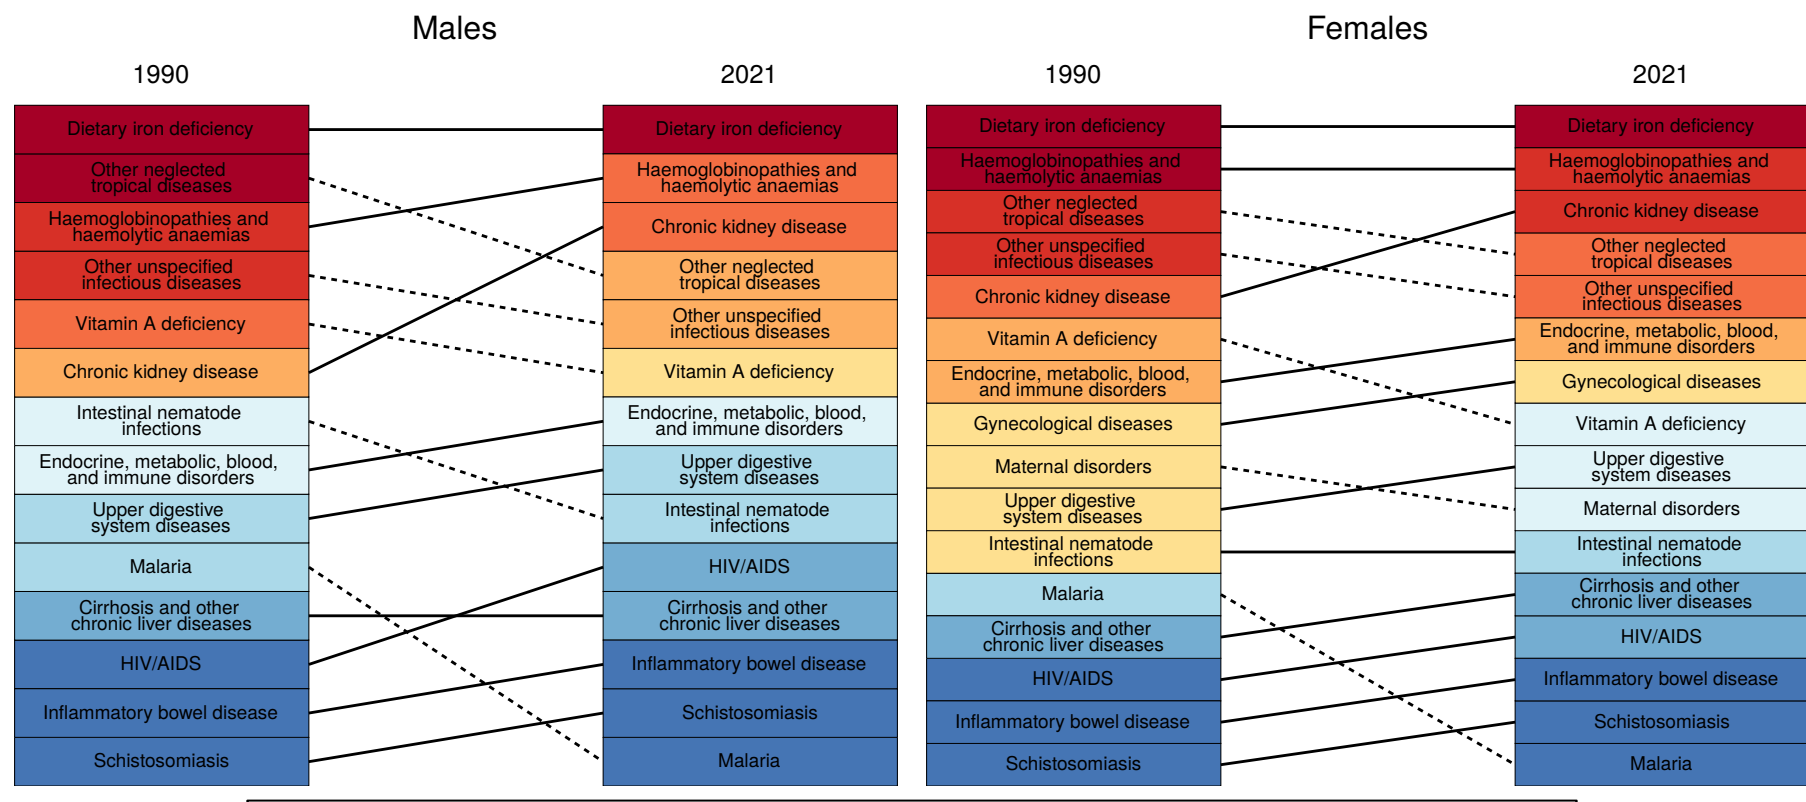 Males
Females
1990
2021
1990
2021
Dietary iron deficiency
Other neglected
tropical diseases
Haemoglobinopathies and
haemolytic anaemias
Other unspecified
infectious diseases
Vitamin A deficiency
Chronic kidney disease
Intestinal nematode
infections
Endocrine, metabolic, blood,
and immune disorders
Upper digestive
system diseases
Malaria
Cirrhosis and other
chronic liver diseases
HIV/AIDS
Inflammatory bowel disease
Schistosomiasis
Dietary iron deficiency
Haemoglobinopathies and
haemolytic anaemias
Chronic kidney disease
Other neglected
tropical diseases
Other unspecified
infectious diseases
Vitamin A deficiency
Endocrine, metabolic, blood,
and immune disorders
Upper digestive
system diseases
Intestinal nematode
infections
HIV/AIDS
Cirrhosis and other
chronic liver diseases
Inflammatory bowel disease
Schistosomiasis
Malaria
Dietary iron deficiency
Haemoglobinopathies and
haemolytic anaemias
Other neglected
tropical diseases
Other unspecified
infectious diseases
Chronic kidney disease
Vitamin A deficiency
Endocrine, metabolic, blood,
and immune disorders
Gynecological diseases
Maternal disorders
Upper digestive
system diseases
Intestinal nematode
infections
Malaria
Cirrhosis and other
chronic liver diseases
HIV/AIDS
Inflammatory bowel disease
Schistosomiasis
Dietary iron deficiency
Haemoglobinopathies and
haemolytic anaemias
Chronic kidney disease
Other neglected
tropical diseases
Other unspecified
infectious diseases
Endocrine, metabolic, blood,
and immune disorders
Gynecological diseases
Vitamin A deficiency
Upper digestive
system diseases
Maternal disorders
Intestinal nematode
infections
Cirrhosis and other
chronic liver diseases
HIV/AIDS
Inflammatory bowel disease
Schistosomiasis
Malaria